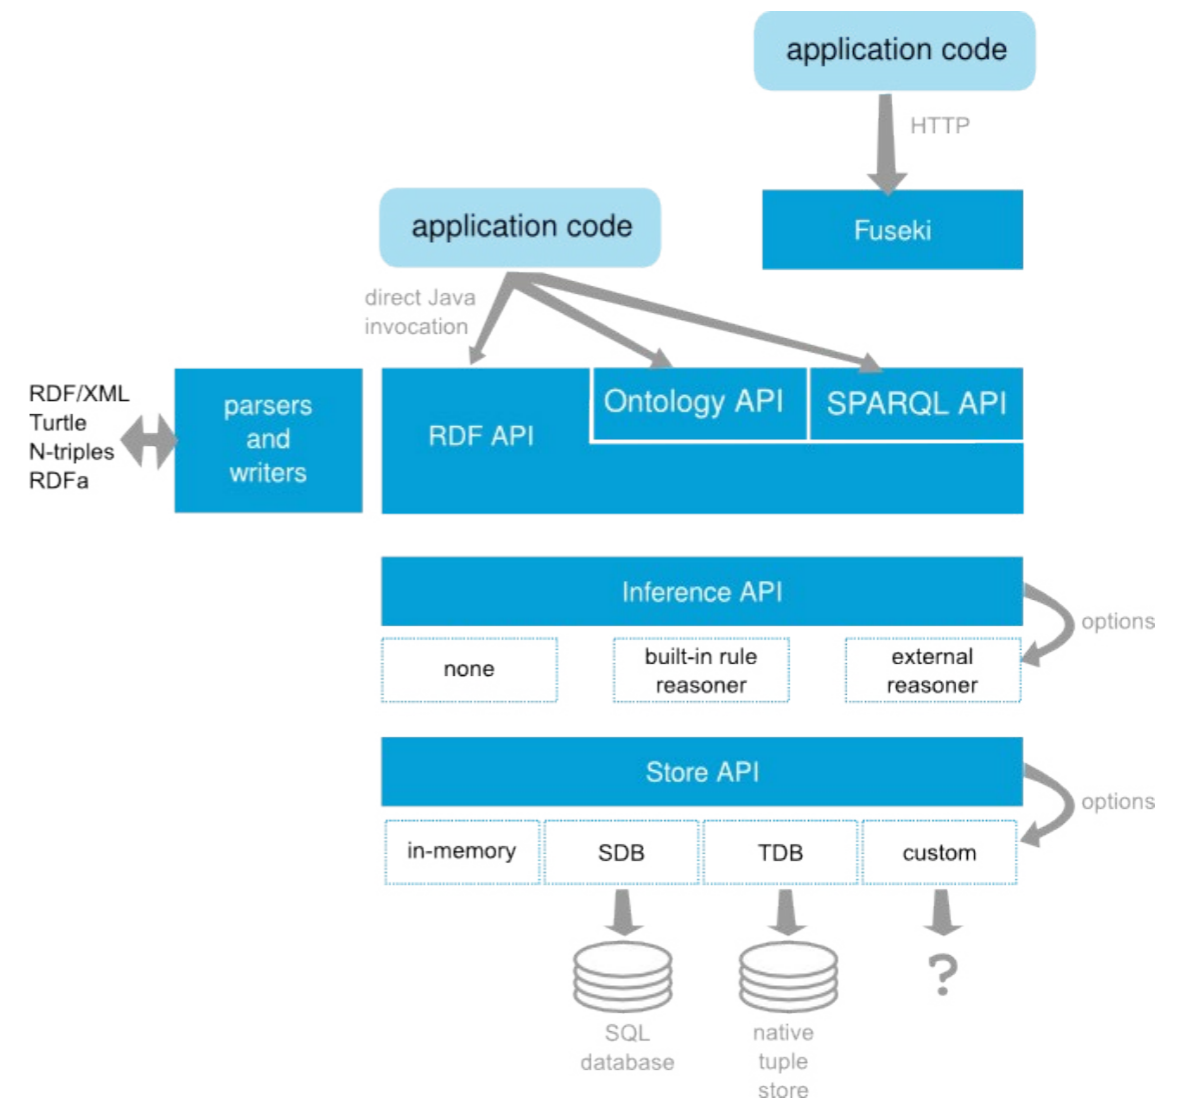 application code
HTTP
Fuseki
application code
direct Java
invocation
RDF/XML
Turtle
N-triples
RDFa
parsers
and
writers
RDF API
Ontology API
SPARQL API
Inference API
options
none
built-in rule
reasoner
external
reasoner
Store API
options
in-memory
SDB
TDB
custom
?
SQL
database
native
tuple
store